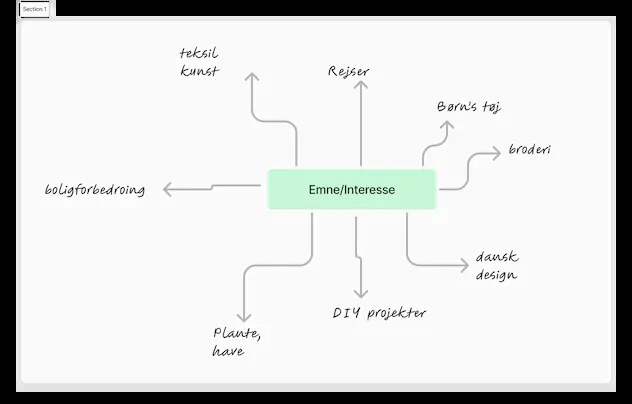 Section 1
teksil
kunst
Rejser
Børn's tøj
broderi
Emne/Interesse
boligforbedroing
dansk
design
DIY projekter
Plante,
have